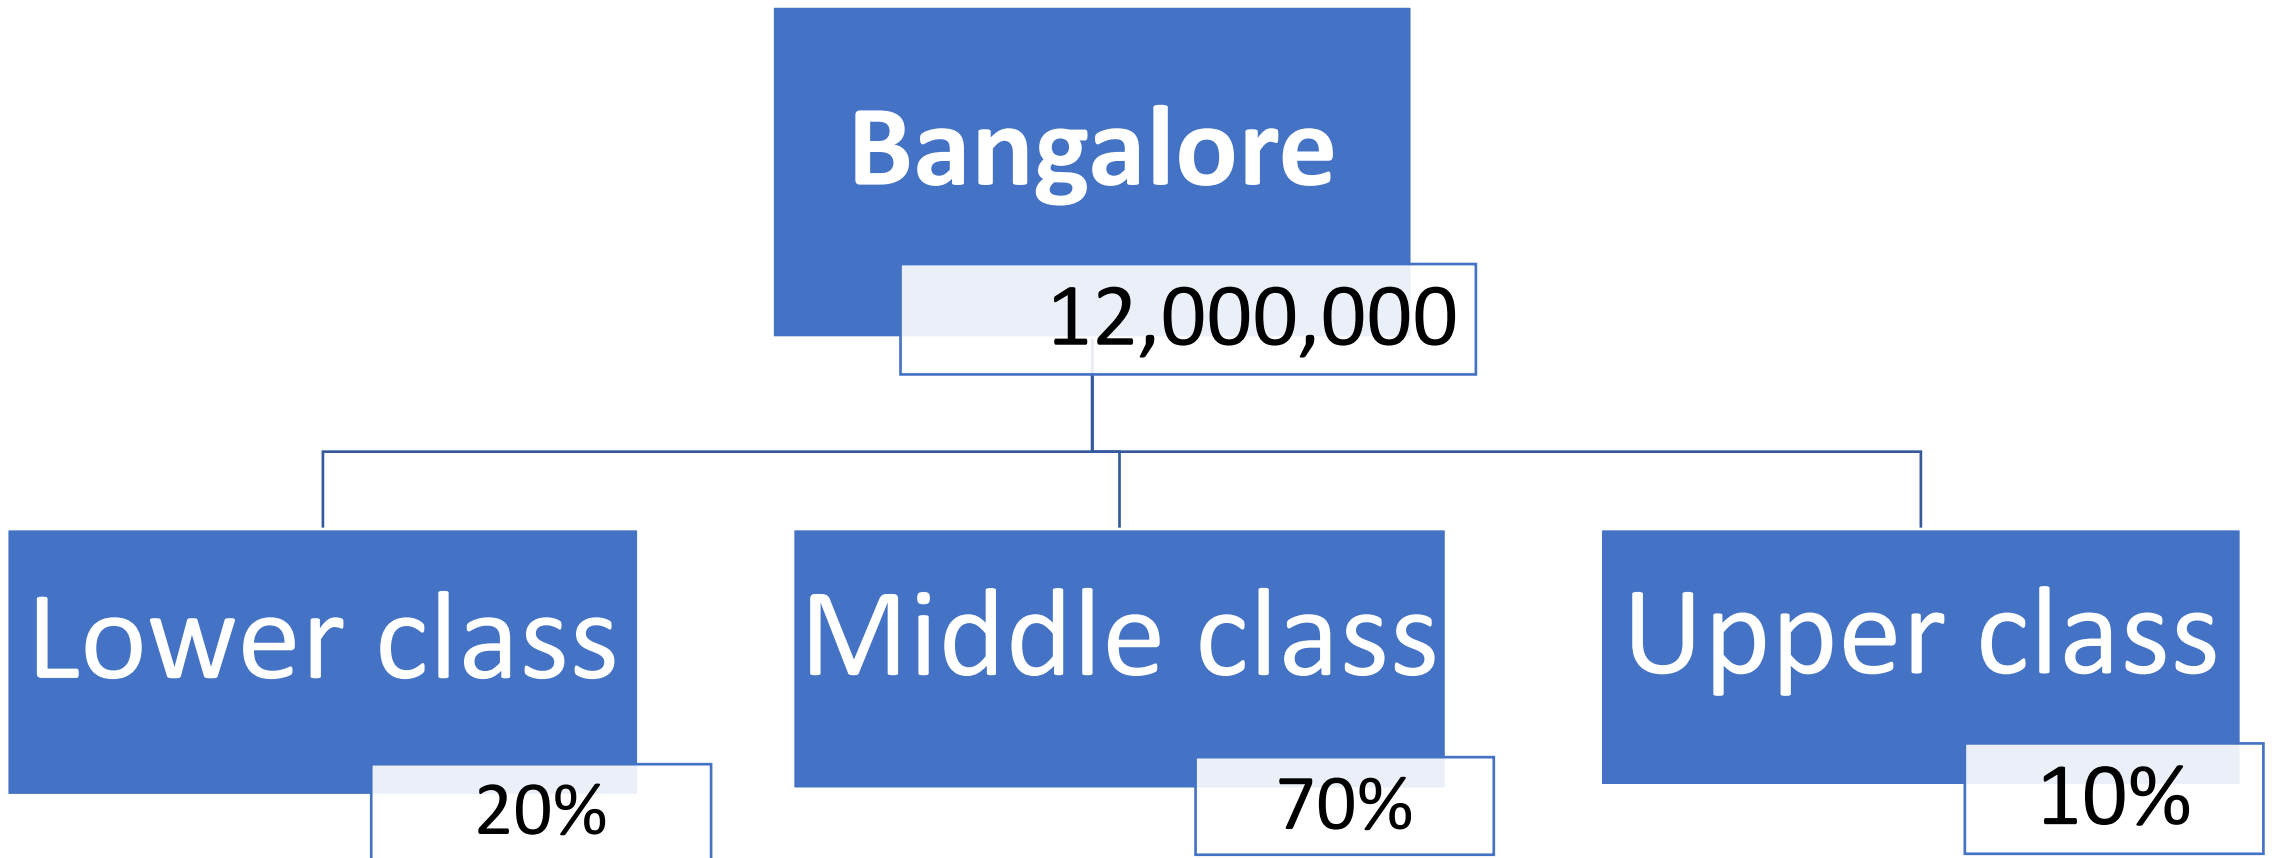 Bangalore
12,000,000
Lower class
20%
Middle class
70%
Upper class
10%